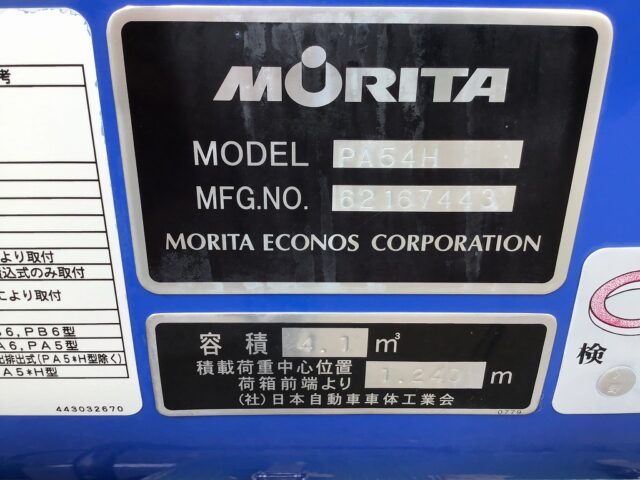 考
より取付
込式のみ取付
により取付
6, PB6型
A6, PA5型
出排出式(PA5*H型除く)
A5*H型
443032670
MORITA
MODEL PA54H
MFG.NO. 62167443
MORITA ECONOS CORPORATION
容積 4.1 m³
積載荷重中心位置
荷箱前端より 1.243 m
(社)日本自動車車体工業会
0779
検